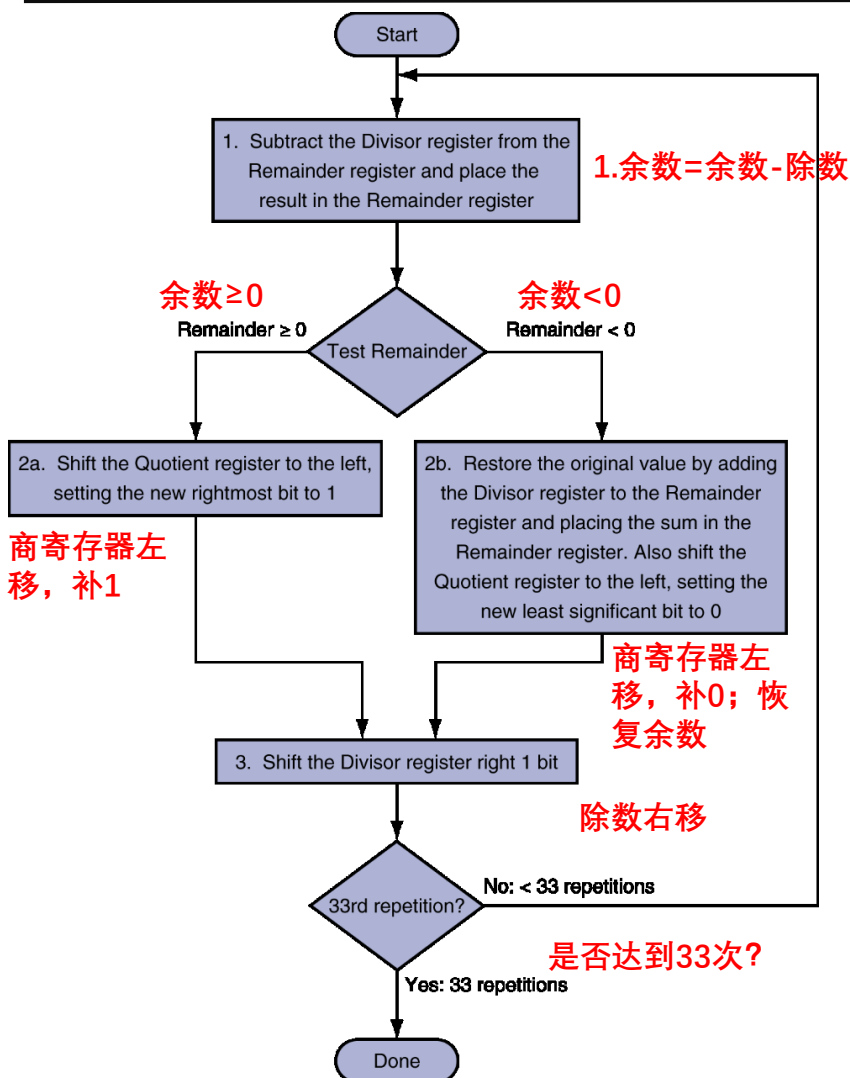 Start
1. Subtract the Divisor register from the
Remainder register and place the
result in the Remainder register
1.余数=余数-除数
余数≥0
余数<0
Remainder ≥ 0
Remainder < 0
Test Remainder
2a. Shift the Quotient register to the left,
setting the new rightmost bit to 1
2b. Restore the original value by adding
the Divisor register to the Remainder
register and placing the sum in the
Remainder register. Also shift the
Quotient register to the left, setting the
new least significant bit to 0
商寄存器左
移，补1
商寄存器左
移，补0；恢
复余数
3. Shift the Divisor register right 1 bit
除数右移
33rd repetition?
No: < 33 repetitions
是否达到33次？
Yes: 33 repetitions
Done